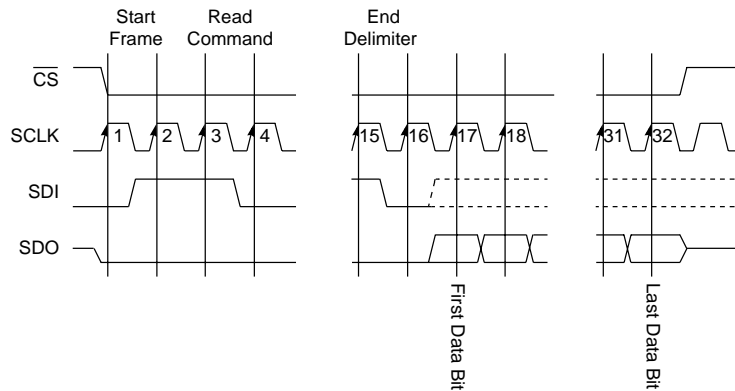 Start Frame
Read Command
End Delimiter
CS
SCLK
1 2 3 4 15 16 17 18 31 32
SDI
SDO
First Data Bit
Last Data Bit